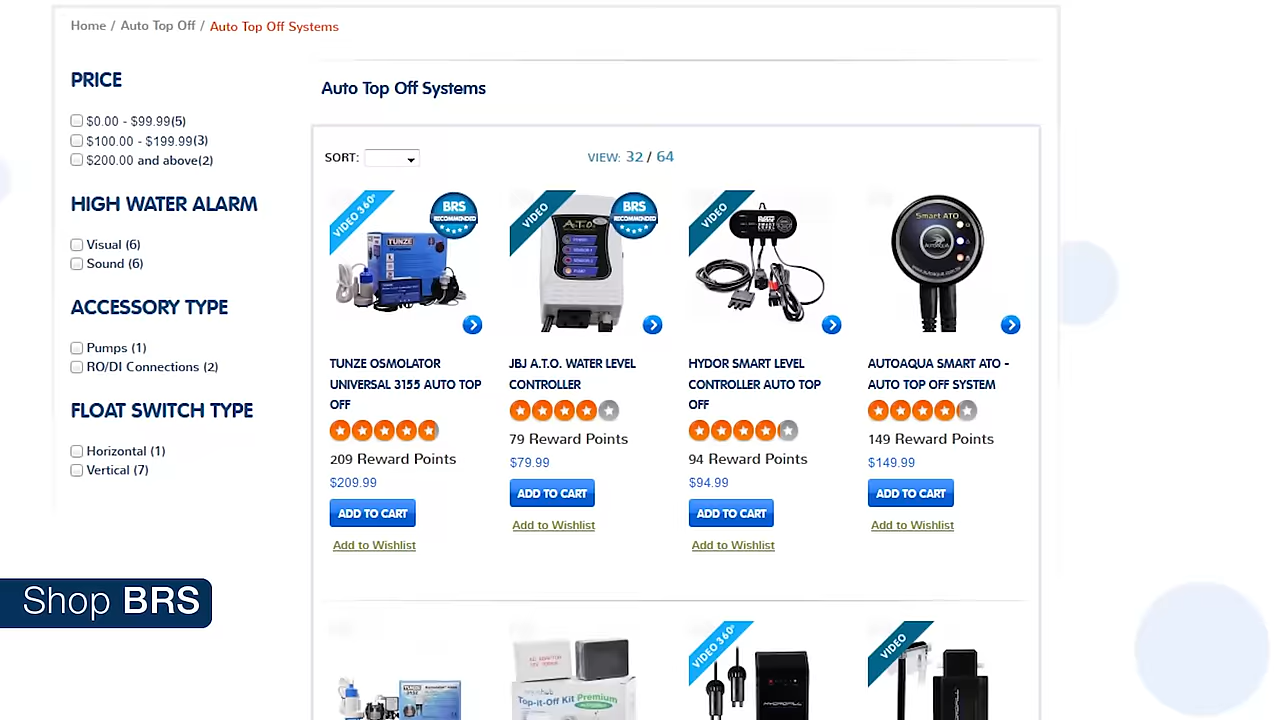 Home / Auto Top Off / Auto Top Off Systems
PRICE
$0.00 - $99.99(5)
$100.00 - $199.99(3)
$200.00 and above(2)
HIGH WATER ALARM
Visual (6)
Sound (6)
ACCESSORY TYPE
Pumps (1)
RO/DI Connections (2)
FLOAT SWITCH TYPE
Horizontal (1)
Vertical (7)
Shop BRS
Auto Top Off Systems
SORT:
VIEW: 32 / 64
VIDEO 360°
BRS
RECOMMENDED
TUNZE
TUNZE OSMOLATOR
UNIVERSAL 3155 AUTO TOP
OFF
209 Reward Points
$209.99
ADD TO CART
Add to Wishlist
VIDEO
BRS
RECOMMENDED
A.T.O.
JBJ A.T.O. WATER LEVEL
CONTROLLER
79 Reward Points
$79.99
ADD TO CART
Add to Wishlist
VIDEO
HYDOR SMART LEVEL
CONTROLLER AUTO TOP
OFF
94 Reward Points
$94.99
ADD TO CART
Add to Wishlist
Smart ATO
AUTOAQUA
AUTOAQUA SMART ATO -
AUTO TOP OFF SYSTEM
149 Reward Points
$149.99
ADD TO CART
Add to Wishlist
TUNZE
Top-it-Off Kit Premium
VIDEO 360°
HYDROFILL
VIDEO
HYDROFILL